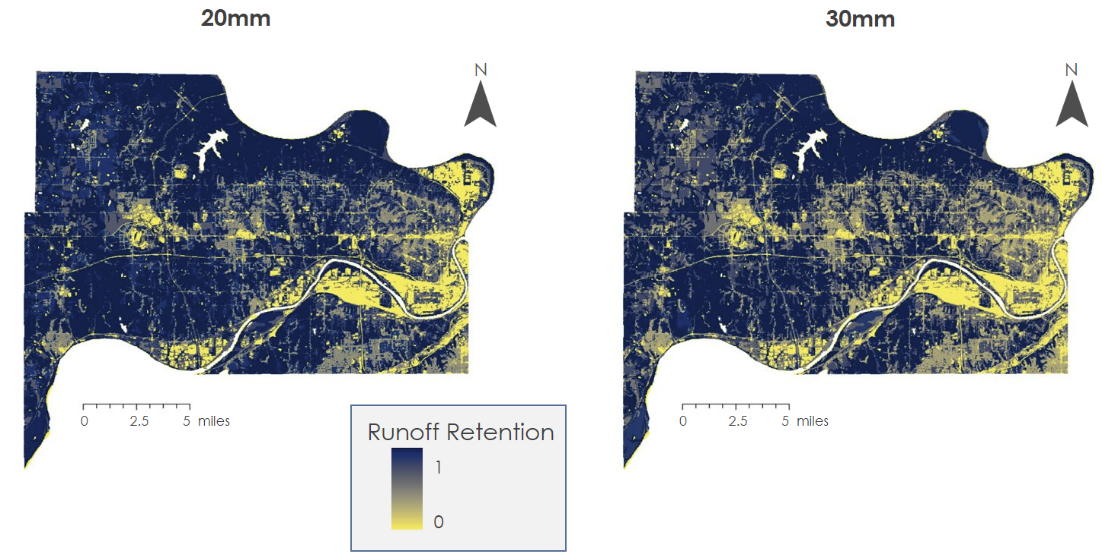 20mm
30mm
N
N
0 2.5 5 miles
0 2.5 5 miles
Runoff Retention
1
0